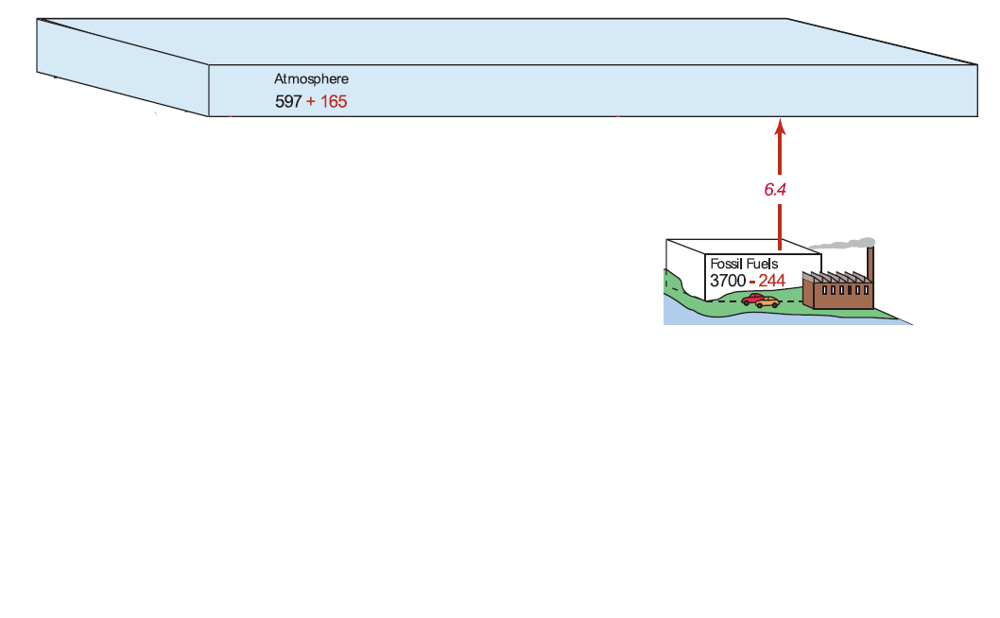 Atmosphere
597 + 165
6.4
Fossil Fuels
3700 - 244